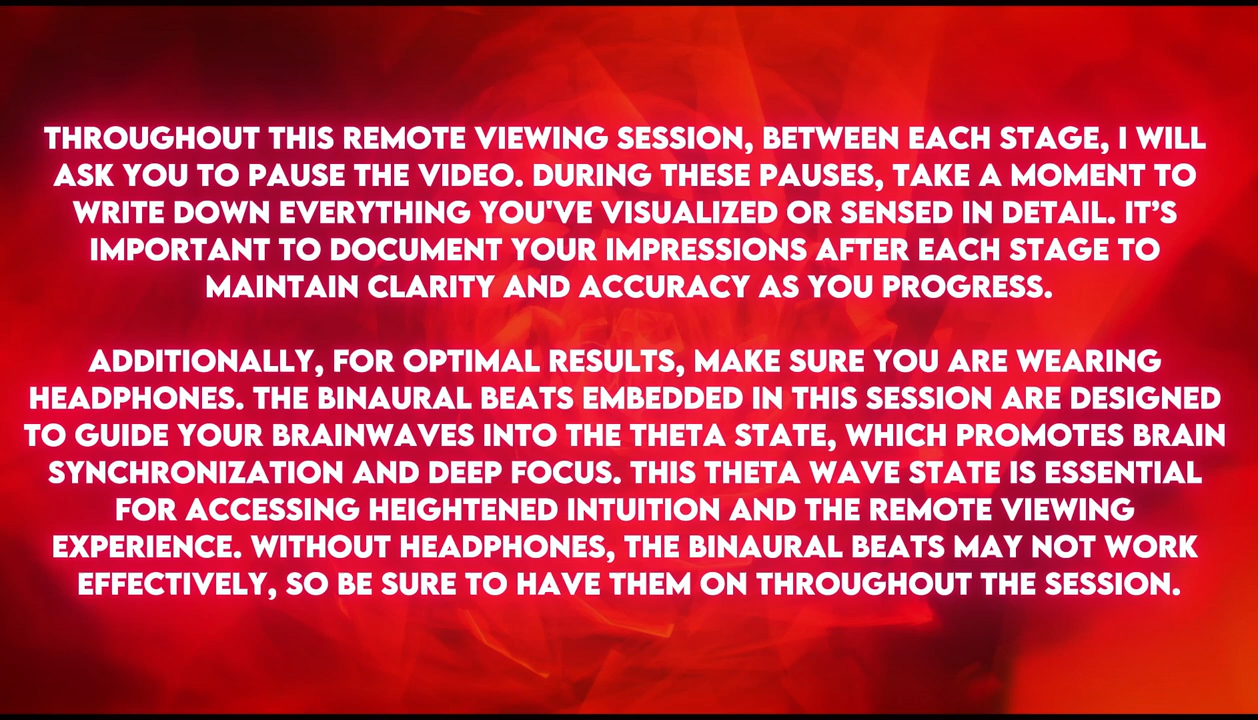 THROUGHOUT THIS REMOTE VIEWING SESSION, BETWEEN EACH STAGE, I WILL
ASK YOU TO PAUSE THE VIDEO. DURING THESE PAUSES, TAKE A MOMENT TO
WRITE DOWN EVERYTHING YOU'VE VISUALIZED OR SENSED IN DETAIL. IT’S
IMPORTANT TO DOCUMENT YOUR IMPRESSIONS AFTER EACH STAGE TO
MAINTAIN CLARITY AND ACCURACY AS YOU PROGRESS.
ADDITIONALLY, FOR OPTIMAL RESULTS, MAKE SURE YOU ARE WEARING
HEADPHONES. THE BINAURAL BEATS EMBEDDED IN THIS SESSION ARE DESIGNED
TO GUIDE YOUR BRAINWAVES INTO THE THETA STATE, WHICH PROMOTES BRAIN
SYNCHRONIZATION AND DEEP FOCUS. THIS THETA WAVE STATE IS ESSENTIAL
FOR ACCESSING HEIGHTENED INTUITION AND THE REMOTE VIEWING
EXPERIENCE. WITHOUT HEADPHONES, THE BINAURAL BEATS MAY NOT WORK
EFFECTIVELY, SO BE SURE TO HAVE THEM ON THROUGHOUT THE SESSION.